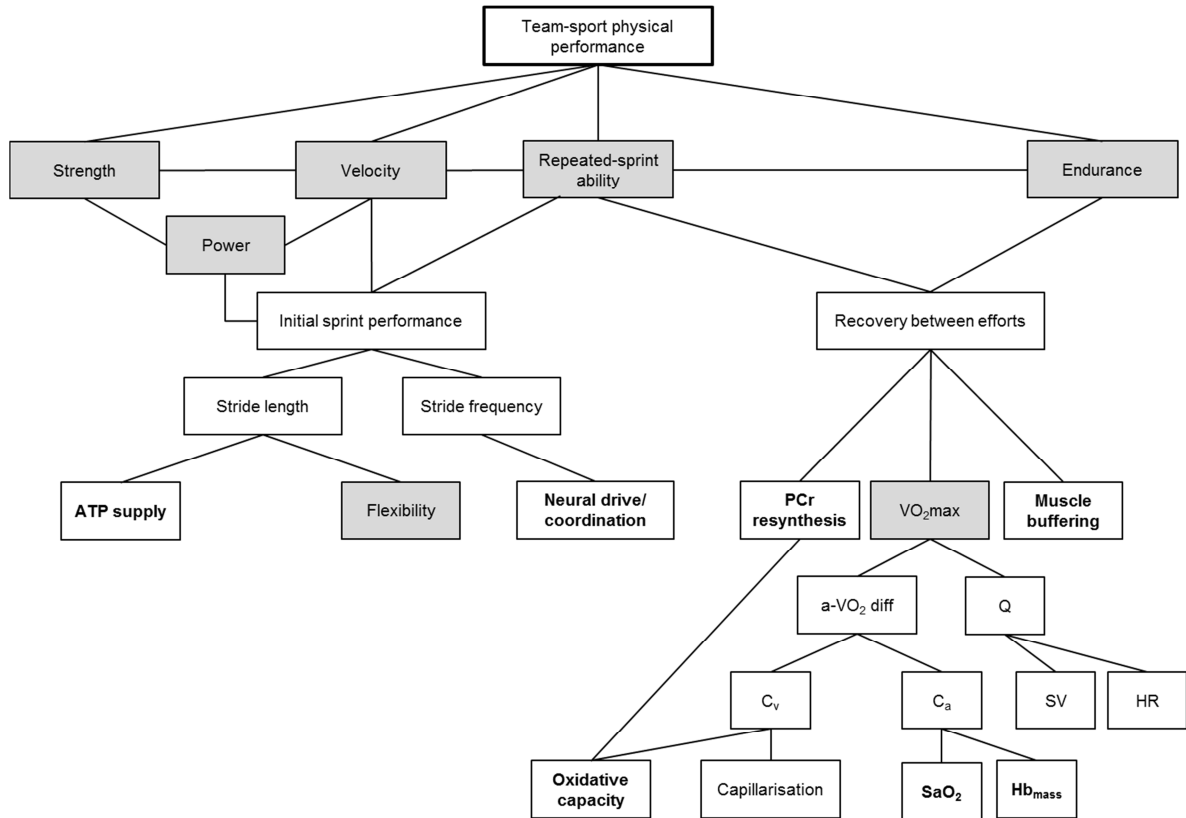 Team-sport physical
performance
Strength
Velocity
Repeated-sprint
ability
Endurance
Power
Initial sprint performance
Recovery between efforts
Stride length
Stride frequency
ATP supply
Flexibility
Neural drive/
coordination
PCr
resynthesis
VO₂max
Muscle
buffering
a-VO₂ diff
Q
Cᵥ
Cₐ
SV
HR
Oxidative
capacity
Capillarisation
SaO₂
Hbmass